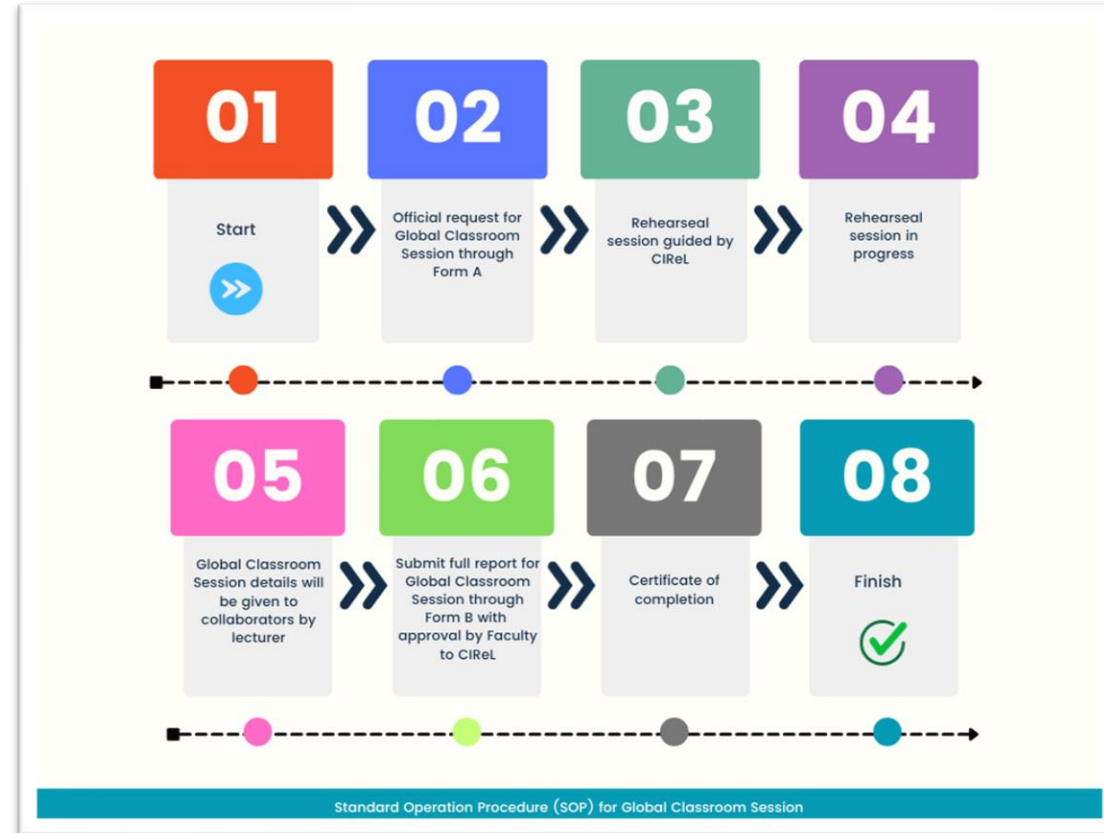 01
02
03
04
Start
Official request for
Global Classroom
Session through
Form A
Rehearseal
session guided by
CIReL
Rehearseal
session in
progress
05
06
07
08
Global Classroom
Session details will
be given to
collaborators by
lecturer
Submit full report for
Global Classroom
Session through
Form B with
approval by Faculty
to CIReL
Certificate of
completion
Finish
Standard Operation Procedure (SOP) for Global Classroom Session